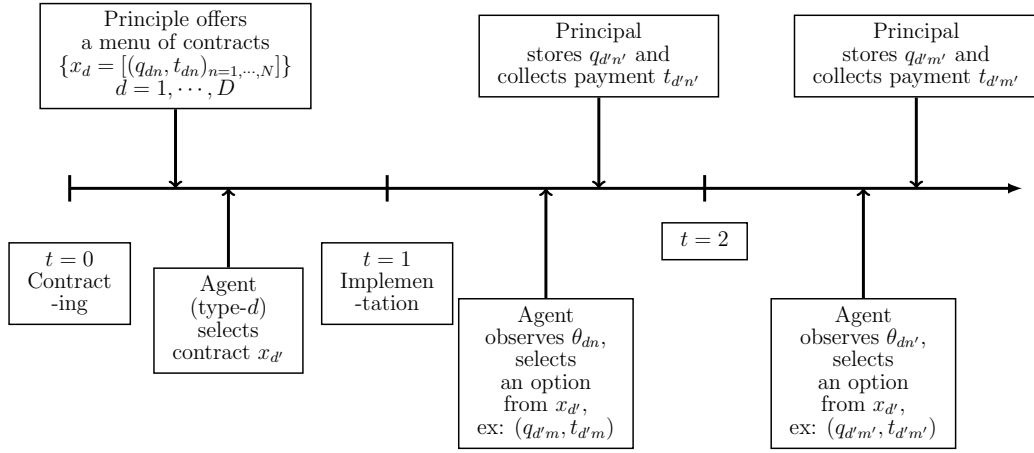 Principle offers
a menu of contracts
{x_d = [(q_{dn}, t_{dn})_{n=1,⋯,N}]}
d = 1, ⋯, D
Principal
stores q_{d′n′} and
collects payment t_{d′n′}
Principal
stores q_{d′m′} and
collects payment t_{d′m′}
t = 0
Contract
-ing
Agent
(type-d)
selects
contract x_{d′}
t = 1
Implemen
-tation
Agent
observes θ_{dn},
selects
an option
from x_{d′},
ex: (q_{d′m}, t_{d′m})
t = 2
Agent
observes θ_{dn′},
selects
an option
from x_{d′},
ex: (q_{d′m′}, t_{d′m′})